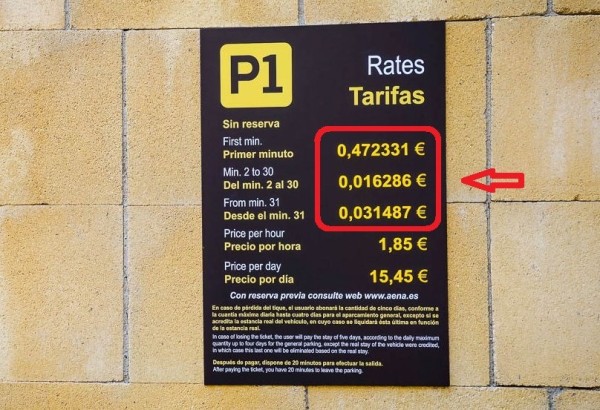 P1
Rates
Tarifas
Sin reserva
First min.
Primer minuto 0,472331 €
Min. 2 to 30
Del min. 2 al 30 0,016286 €
From min. 31
Desde el min. 31 0,031487 €
Price per hour
Precio por hora 1,85 €
Price per day
Precio por día 15,45 €
Con reserva previa consulte web www.aena.es
En caso de pérdida del tique, el usuario abonará la cantidad de cinco días, conforme a
la cuantía máxima diaria hasta cuatro días para el aparcamiento general, excepto si se
acredita la estancia real del vehículo, en cuyo caso se liquidará ésta última en función
de la estancia real.
In case of losing the ticket, the user will pay the stay of five days, according to the daily maximum
quantity up to four days for the general parking, except the real stay of the vehicle were credited,
in which case this last one will be eliminated based on the real stay.
Después de pagar, dispone de 20 minutos para efectuar la salida.
After paying the ticket, you have 20 minutes to leave the parking.